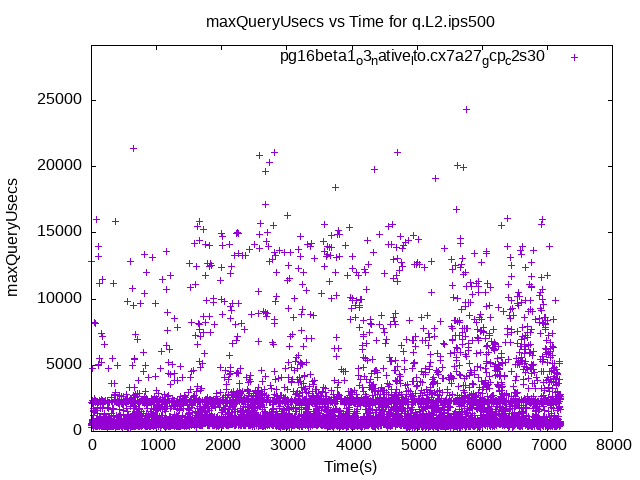 maxQueryUsecs vs Time for q.L2.ips500
pg16beta1ₒ3ₙativeₗto.cx7a27gcpc2s30
25000
20000
15000
10000
5000
0
maxQueryUsecs
0 1000 2000 3000 4000 5000 6000 7000 8000
Time(s)